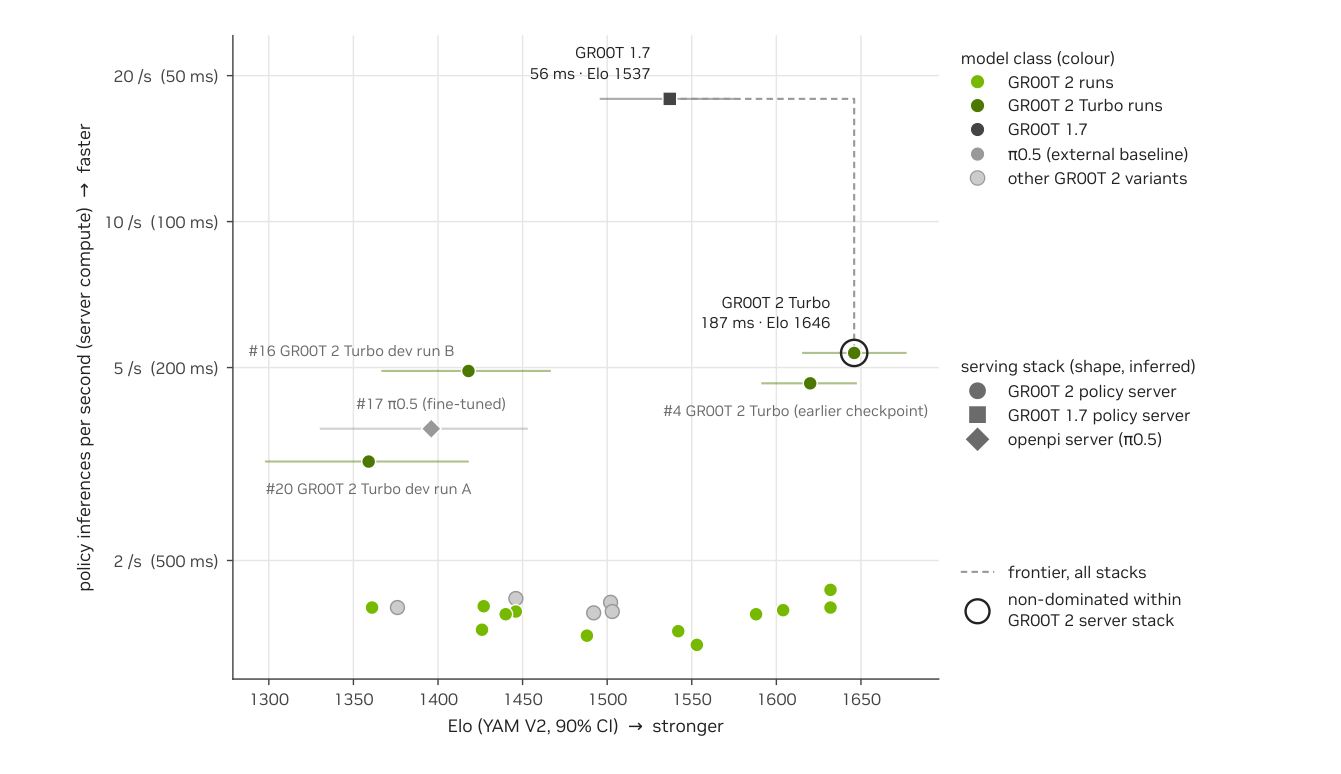 GR00T 1.7
56 ms · Elo 1537
20 /s (50 ms)
10 /s (100 ms)
5 /s (200 ms)
2 /s (500 ms)
policy inferences per second (server compute) → faster
GR00T 2 Turbo
187 ms · Elo 1646
#16 GR00T 2 Turbo dev run B
#17 π0.5 (fine-tuned)
#4 GR00T 2 Turbo (earlier checkpoint)
#20 GR00T 2 Turbo dev run A
1300 1350 1400 1450 1500 1550 1600 1650
Elo (YAM V2, 90% CI) → stronger
model class (colour)
GR00T 2 runs
GR00T 2 Turbo runs
GR00T 1.7
π0.5 (external baseline)
other GR00T 2 variants
serving stack (shape, inferred)
GR00T 2 policy server
GR00T 1.7 policy server
openpi server (π0.5)
frontier, all stacks
non-dominated within
GR00T 2 server stack